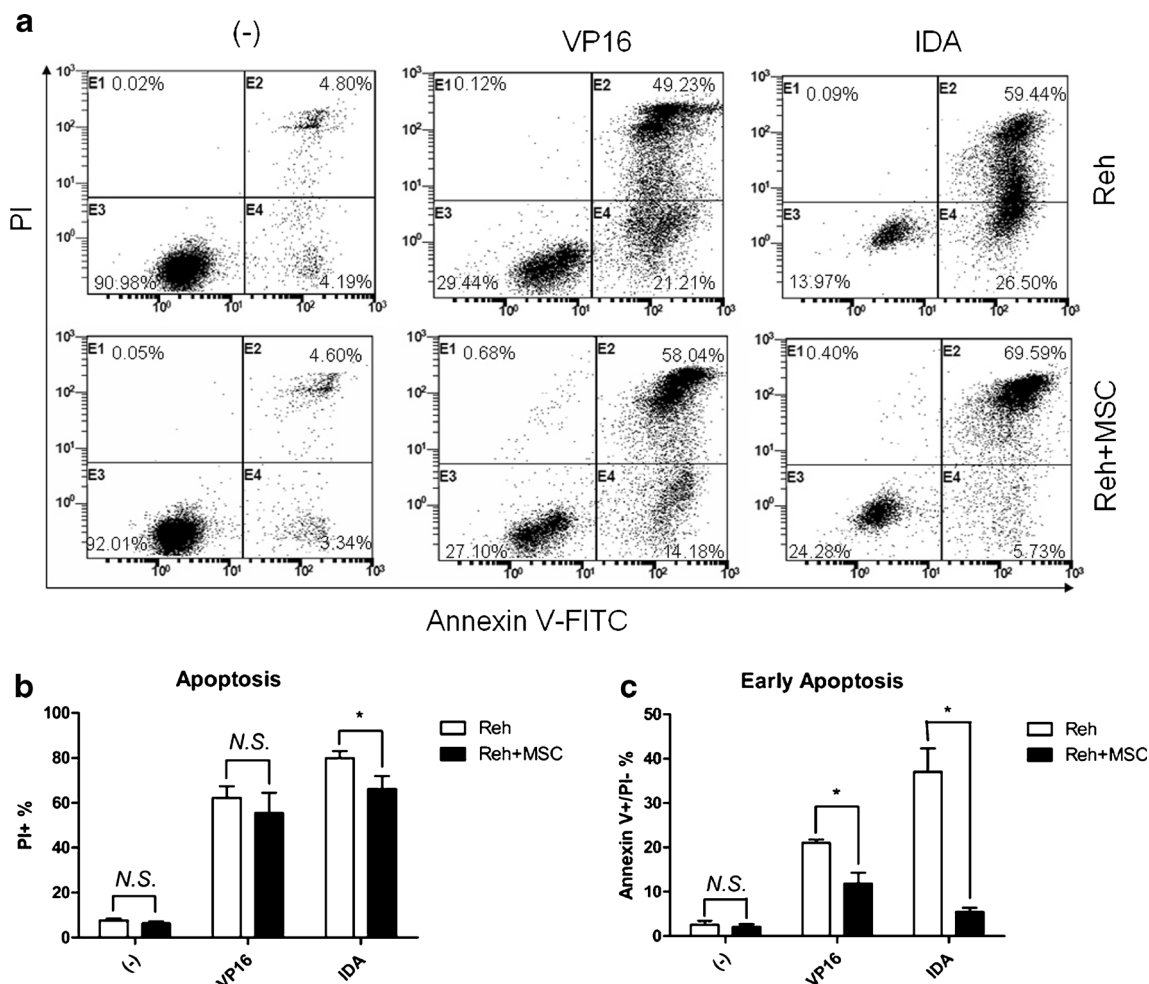 a
(-) VP16 IDA
10³ E1 0.02% E2 4.80% 10³ E1 0.12% E2 49.23% 10³ E1 0.09% E2 59.44%
10² 10² 10²
10¹ 10¹ 10¹
E3 E4 E3 E4 E3 E4
10⁰ 10⁰ 10⁰
90.98% 4.19% 29.44% 21.21% 13.97% 26.50%
10⁰ 10¹ 10² 10³ 10⁰ 10¹ 10² 10³ 10⁰ 10¹ 10² 10³
Reh
PI
10³ E1 0.05% E2 4.60% 10³ E1 0.68% E2 58.04% 10³ E1 0.40% E2 69.59%
10² 10² 10²
10¹ 10¹ 10¹
E3 E4 E3 E4 E3 E4
10⁰ 10⁰ 10⁰
92.01% 3.34% 27.10% 14.18% 24.28% 5.73%
10⁰ 10¹ 10² 10³ 10⁰ 10¹ 10² 10³ 10⁰ 10¹ 10² 10³
Reh+MSC
Annexin V-FITC
b
Apoptosis
PI+ %
100
80
60
40
20
0
N.S.
N.S.
*
(-) VP16 IDA
Reh
Reh+MSC
c
Early Apoptosis
Annexin V+/PI- %
50
40
30
20
10
0
N.S.
*
*
(-) VP16 IDA
Reh
Reh+MSC